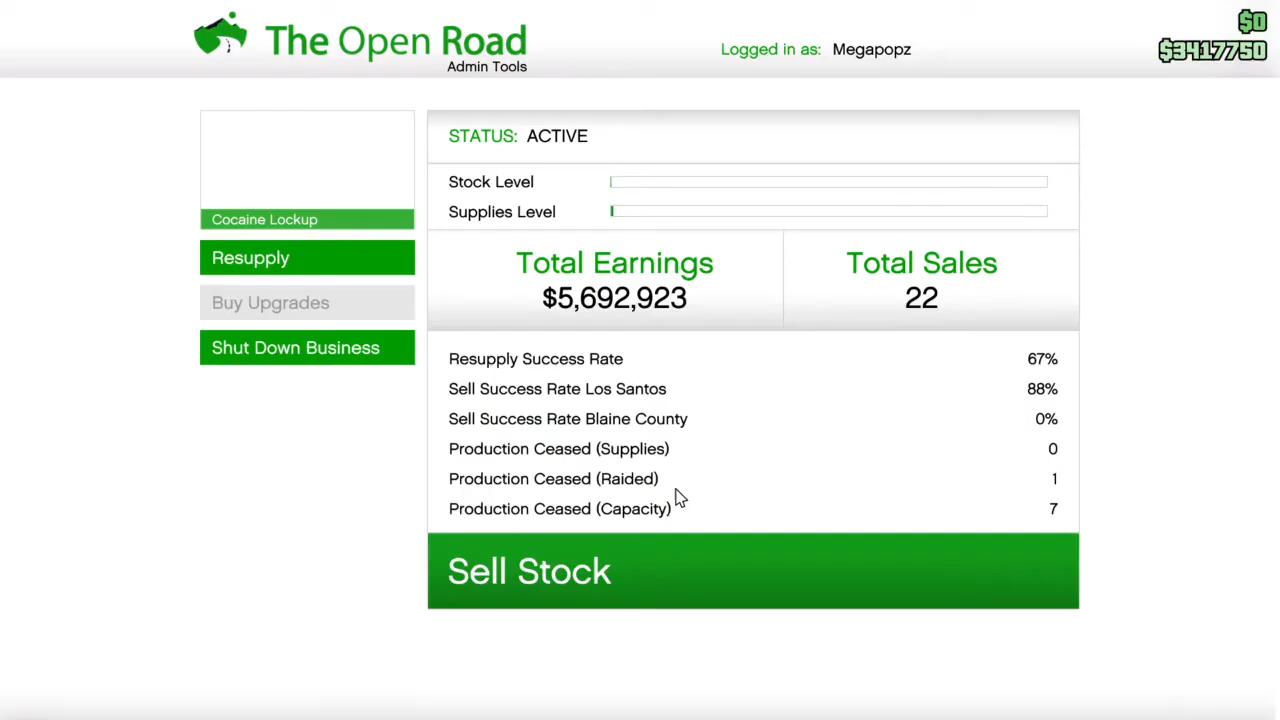 The Open Road
Admin Tools
Logged in as: Megapopz
$0
$3417750
Cocaine Lockup
Resupply
Buy Upgrades
Shut Down Business
STATUS: ACTIVE
Stock Level
Supplies Level
Total Earnings
$5,692,923
Total Sales
22
Resupply Success Rate 67%
Sell Success Rate Los Santos 88%
Sell Success Rate Blaine County 0%
Production Ceased (Supplies) 0
Production Ceased (Raided) 1
Production Ceased (Capacity) 7
Sell Stock